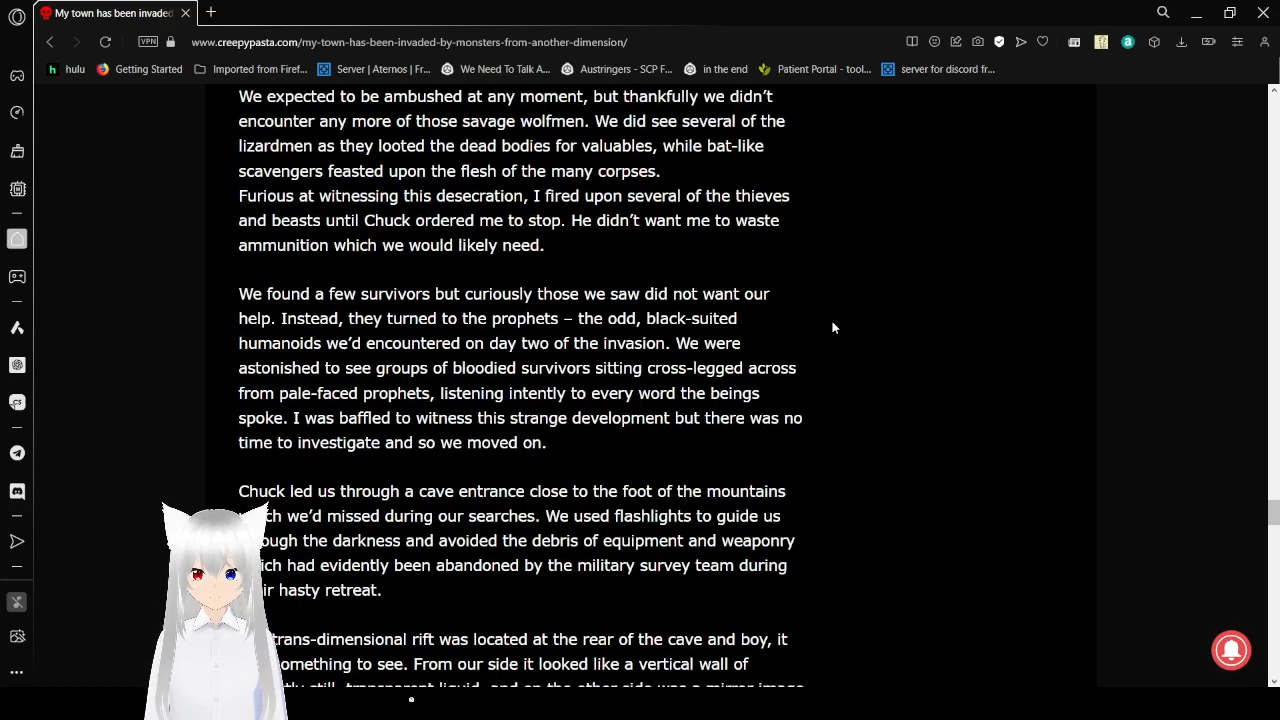 My town has been invaded
VPN
www.creepypasta.com/my-town-has-been-invaded-by-monsters-from-another-dimension/
hulu
Getting Started
Imported from Firef...
Server | Aternos | Fr...
We Need To Talk A...
Austringers - SCP F...
in the end
Patient Portal - tool...
server for discord fr...
We expected to be ambushed at any moment, but thankfully we didn't
encounter any more of those savage wolfmen. We did see several of the
lizardmen as they looted the dead bodies for valuables, while bat-like
scavengers feasted upon the flesh of the many corpses.
Furious at witnessing this desecration, I fired upon several of the thieves
and beasts until Chuck ordered me to stop. He didn't want me to waste
ammunition which we would likely need.
We found a few survivors but curiously those we saw did not want our
help. Instead, they turned to the prophets – the odd, black-suited
humanoids we'd encountered on day two of the invasion. We were
astonished to see groups of bloodied survivors sitting cross-legged across
from pale-faced prophets, listening intently to every word the beings
spoke. I was baffled to witness this strange development but there was no
time to investigate and so we moved on.
Chuck led us through a cave entrance close to the foot of the mountains
we'd missed during our searches. We used flashlights to guide us
the darkness and avoided the debris of equipment and weaponry
had evidently been abandoned by the military survey team during
hasty retreat.
trans-dimensional rift was located at the rear of the cave and boy, it
something to see. From our side it looked like a vertical wall of
still, transparent liquid, and on the other side was a mirror image